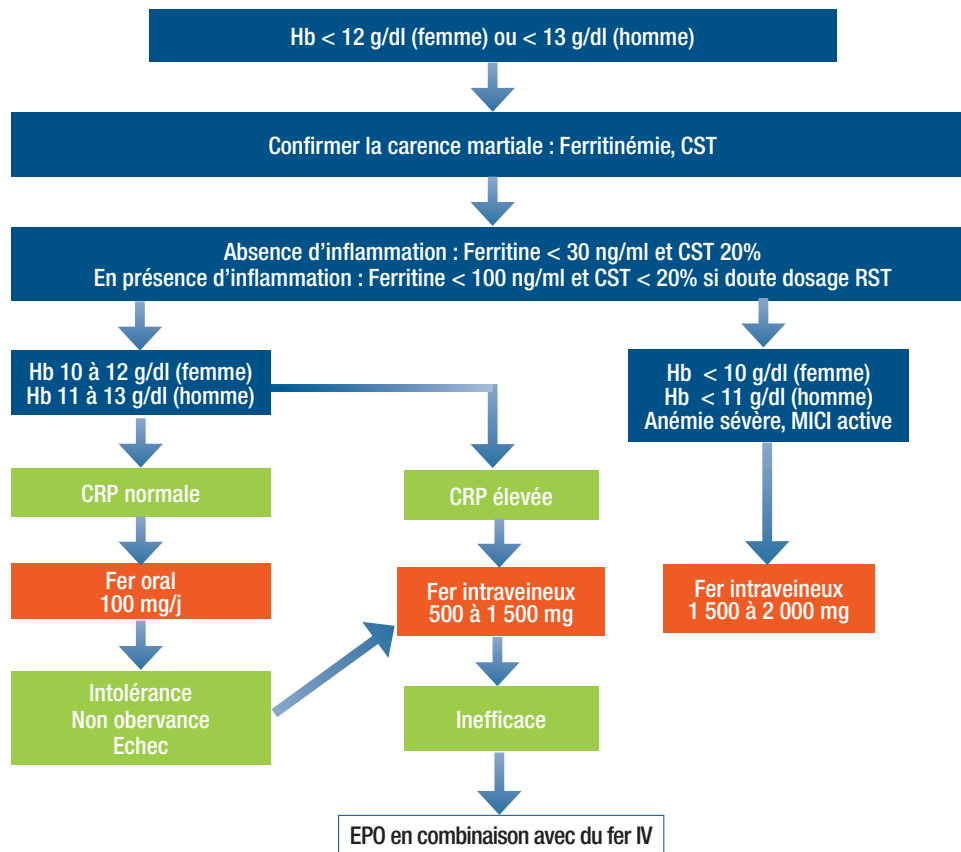 Hb < 12 g/dl (femme) ou < 13 g/dl (homme)
Confirmer la carence martiale : Ferritinémie, CST
Absence d’inflammation : Ferritine < 30 ng/ml et CST 20%
En présence d’inflammation : Ferritine < 100 ng/ml et CST < 20% si doute dosage RST
Hb 10 à 12 g/dl (femme)
Hb 11 à 13 g/dl (homme)
Hb < 10 g/dl (femme)
Hb < 11 g/dl (homme)
Anémie sévère, MICI active
CRP normale
CRP élevée
Fer oral
100 mg/j
Fer intraveineux
500 à 1 500 mg
Fer intraveineux
1 500 à 2 000 mg
Intolérance
Non obervance
Echec
Inefficace
EPO en combinaison avec du fer IV